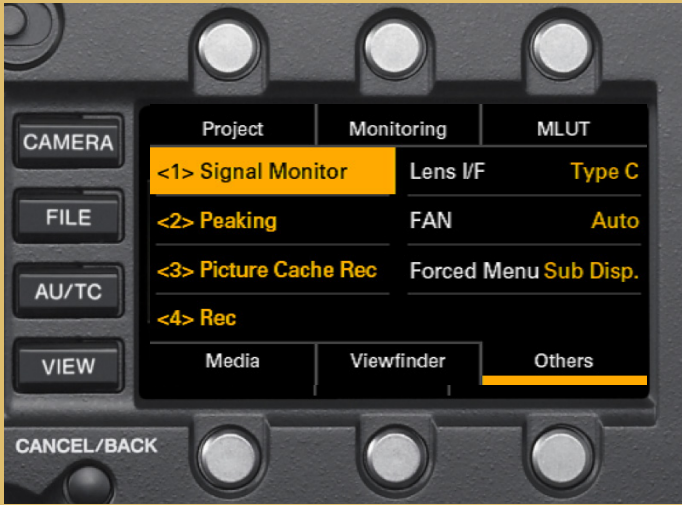 Project Monitoring MLUT
CAMERA
<1> Signal Monitor Lens I/F Type C
FILE
<2> Peaking FAN Auto
<3> Picture Cache Rec Forced Menu Sub Disp.
AU/TC
<4> Rec
VIEW
Media Viewfinder Others
CANCEL/BACK